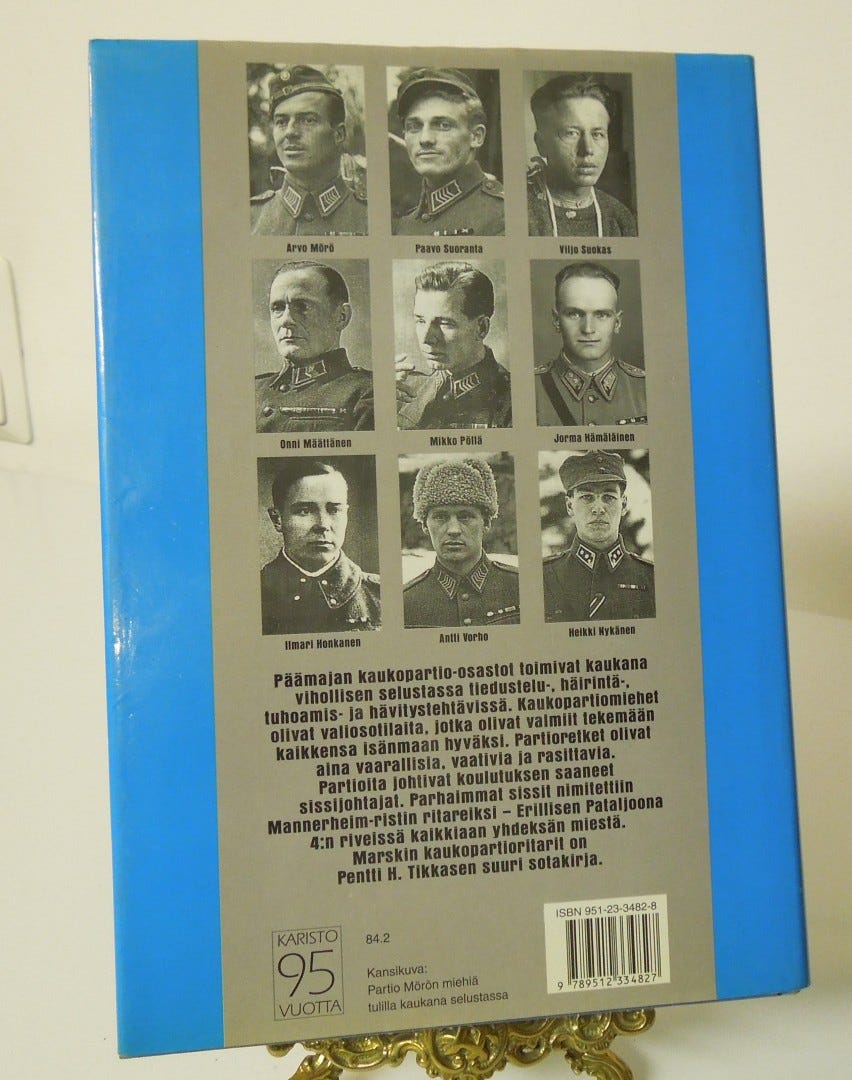 Arvo Mörö
Paavo Suoranta
Viljo Suokas
Onni Määttänen
Mikko Pöllä
Jorma Hämäläinen
Ilmari Honkanen
Antti Vorho
Heikki Nykänen
Päämajan kaukopartio-osastot toimivat kaukana
vihollisen selustassa tiedustelu-, häirintä-,
tuhoamis- ja hävitystehtävissä. Kaukopartiomiehet
olivat valiosotilaita, jotka olivat valmiit tekemään
kaikkensa isänmaan hyväksi. Partioretket olivat
aina vaarallisia, vaativia ja rasittavia.
Partioita johtivat koulutuksen saaneet
sissijohtajat. Parhaimmat sissit nimitettiin
Mannerheim-ristin ritareiksi – Erillisen Pataljoona
4:n riveissä kaikkiaan yhdeksän miestä.
Marskin kaukopartioritarit on
Pentti H. Tikkasen suuri sotakirja.
KARISTO
95
VUOTTA
84.2
Kansikuva:
Partio Mörön miehiä
tulilla kaukana selustassa
ISBN 951-23-3482-8
9 789512 334827